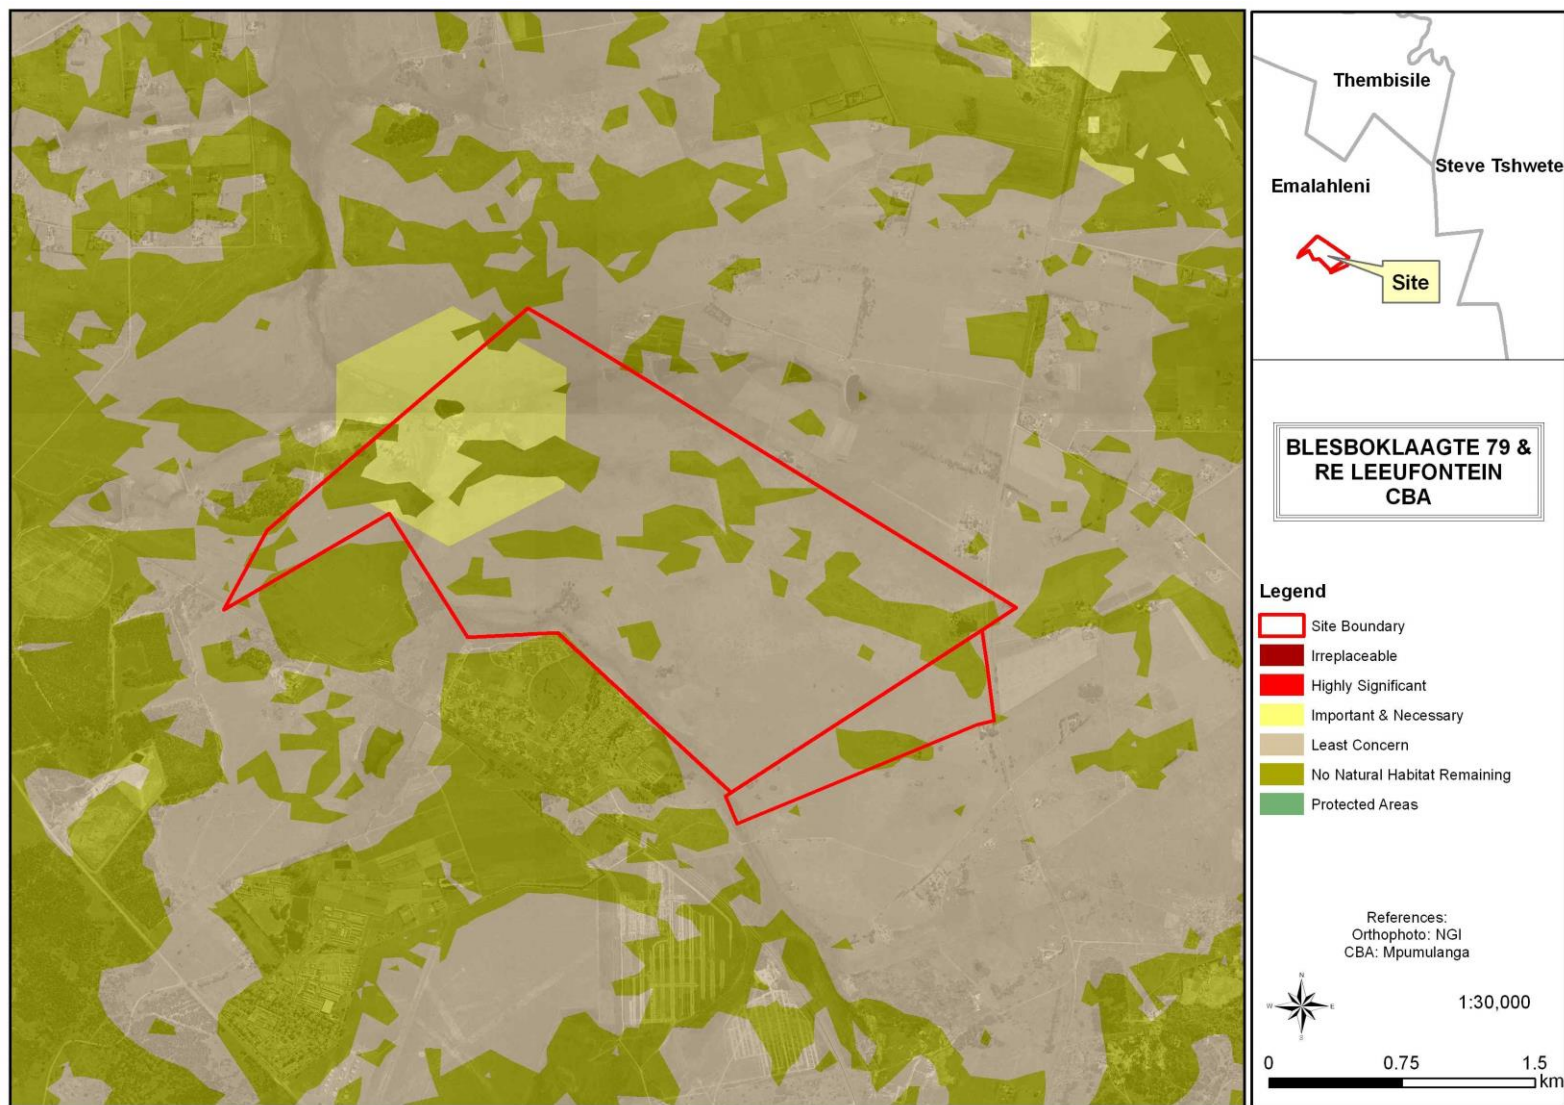 Thembisile
Steve Tshwete
Emalahleni
Site
BLESBOKLAAGTE 79 &
RE LEEUFONTEIN
CBA
Legend
Site Boundary
Irreplaceable
Highly Significant
Important & Necessary
Least Concern
No Natural Habitat Remaining
Protected Areas
References:
Orthophoto: NGI
CBA: Mpumulanga
N
W E
S
1:30,000
0 0.75 1.5
km